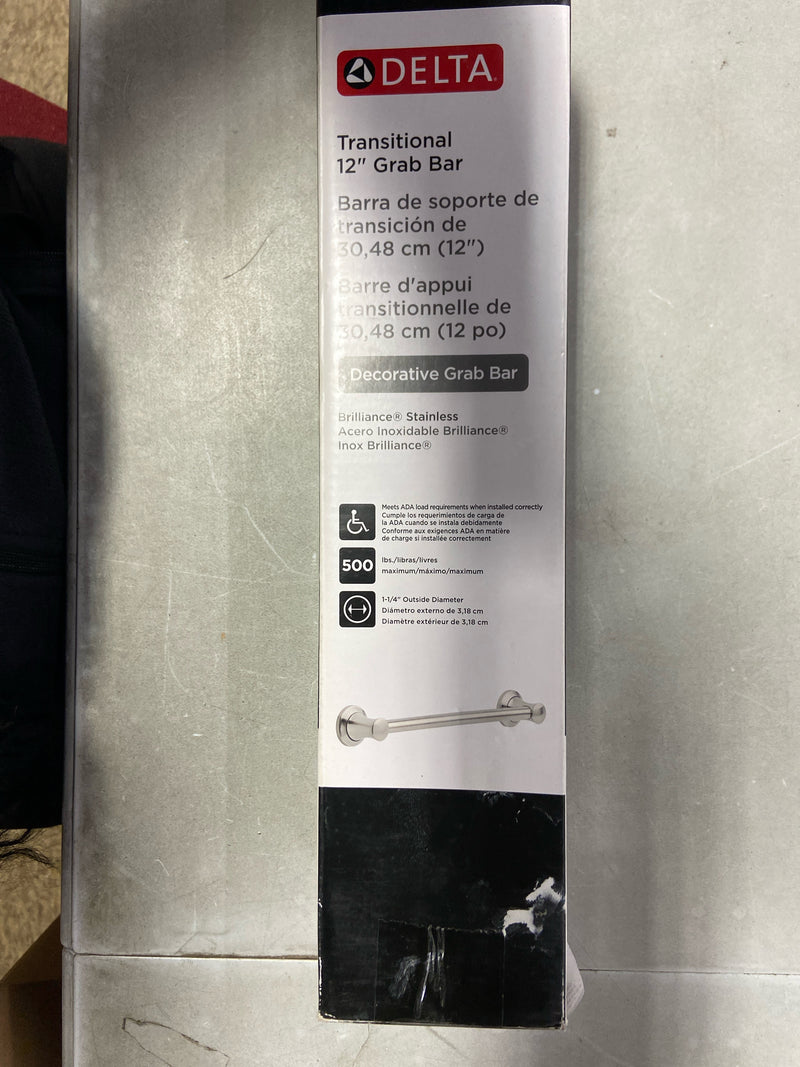 DELTA
Transitional
12" Grab Bar
Barra de soporte de
transición de
30,48 cm (12")
Barre d'appui
transitionnelle de
30,48 cm (12 po)
Decorative Grab Bar
Brilliance® Stainless
Acero Inoxidable Brilliance®
Inox Brilliance®
Meets ADA load requirements when installed correctly
Cumple los requerimientos de carga de
la ADA cuando se instala debidamente
Conforme aux exigences ADA en matière
de charge si installée correctement
500
lbs./libras/livres
maximum/máximo/maximum
1-1/4" Outside Diameter
Diámetro externo de 3,18 cm
Diamètre extérieur de 3,18 cm